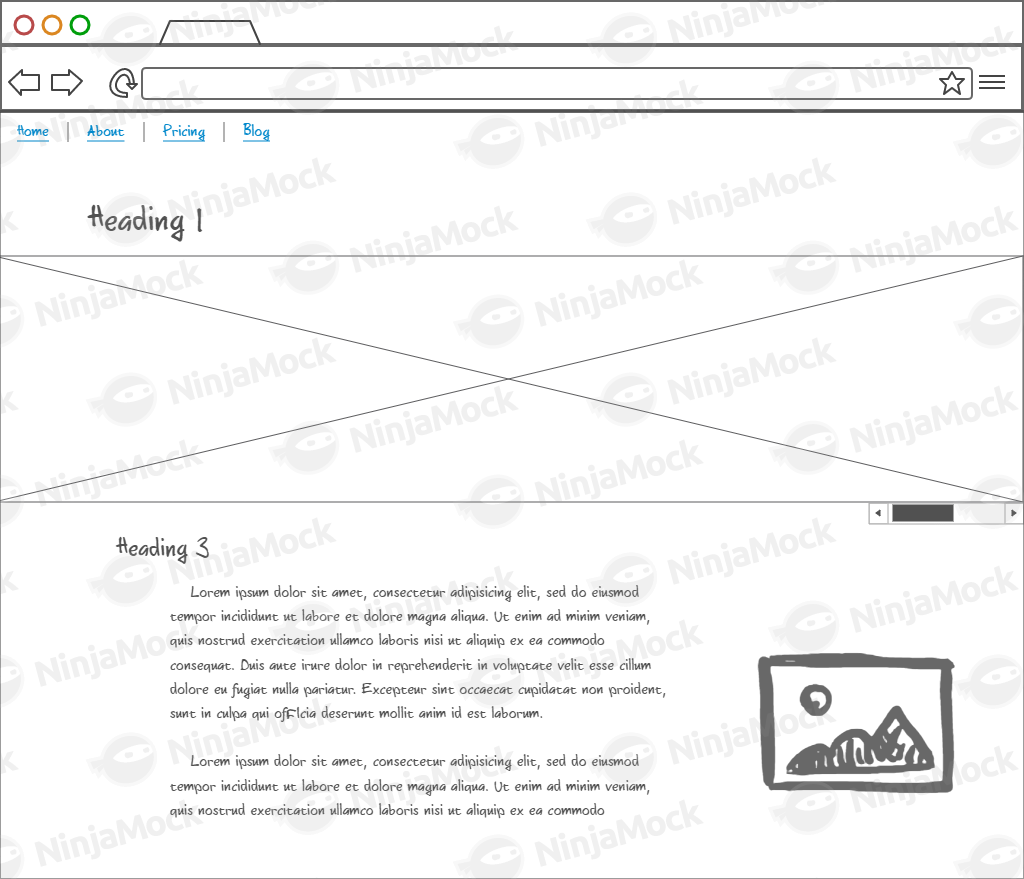 Home | About | Pricing | Blog
Heading 1
Heading 3
Lorem ipsum dolor sit amet, consectetur adipisicing elit, sed do eiusmod
tempor incididunt ut labore et dolore magna aliqua. Ut enim ad minim veniam,
quis nostrud exercitation ullamco laboris nisi ut aliquip ex ea commodo
consequat. Duis aute irure dolor in reprehenderit in voluptate velit esse cillum
dolore eu fugiat nulla pariatur. Excepteur sint occaecat cupidatat non proident,
sunt in culpa qui officia deserunt mollit anim id est laborum.
Lorem ipsum dolor sit amet, consectetur adipisicing elit, sed do eiusmod
tempor incididunt ut labore et dolore magna aliqua. Ut enim ad minim veniam,
quis nostrud exercitation ullamco laboris nisi ut aliquip ex ea commodo
NinjaMock